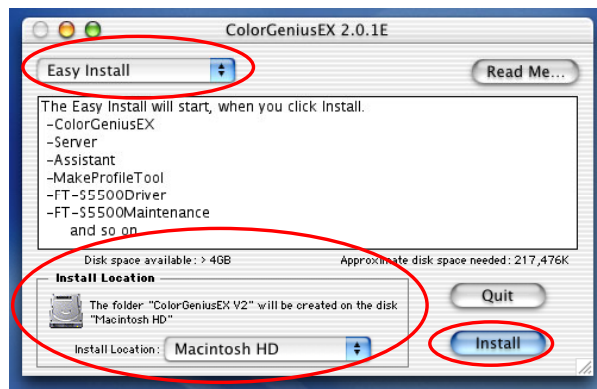 ColorGeniusEX 2.0.1E
Easy Install
Read Me...
The Easy Install will start, when you click Install.
-ColorGeniusEX
-Server
-Assistant
-MakeProfileTool
-FT-S5500Driver
-FT-S5500Maintenance
and so on
Disk space available: > 4GB Approximate disk space needed: 217,476K
Install Location
The folder "ColorGeniusEX V2" will be created on the disk
"Macintosh HD"
Install Location: Macintosh HD
Quit
Install